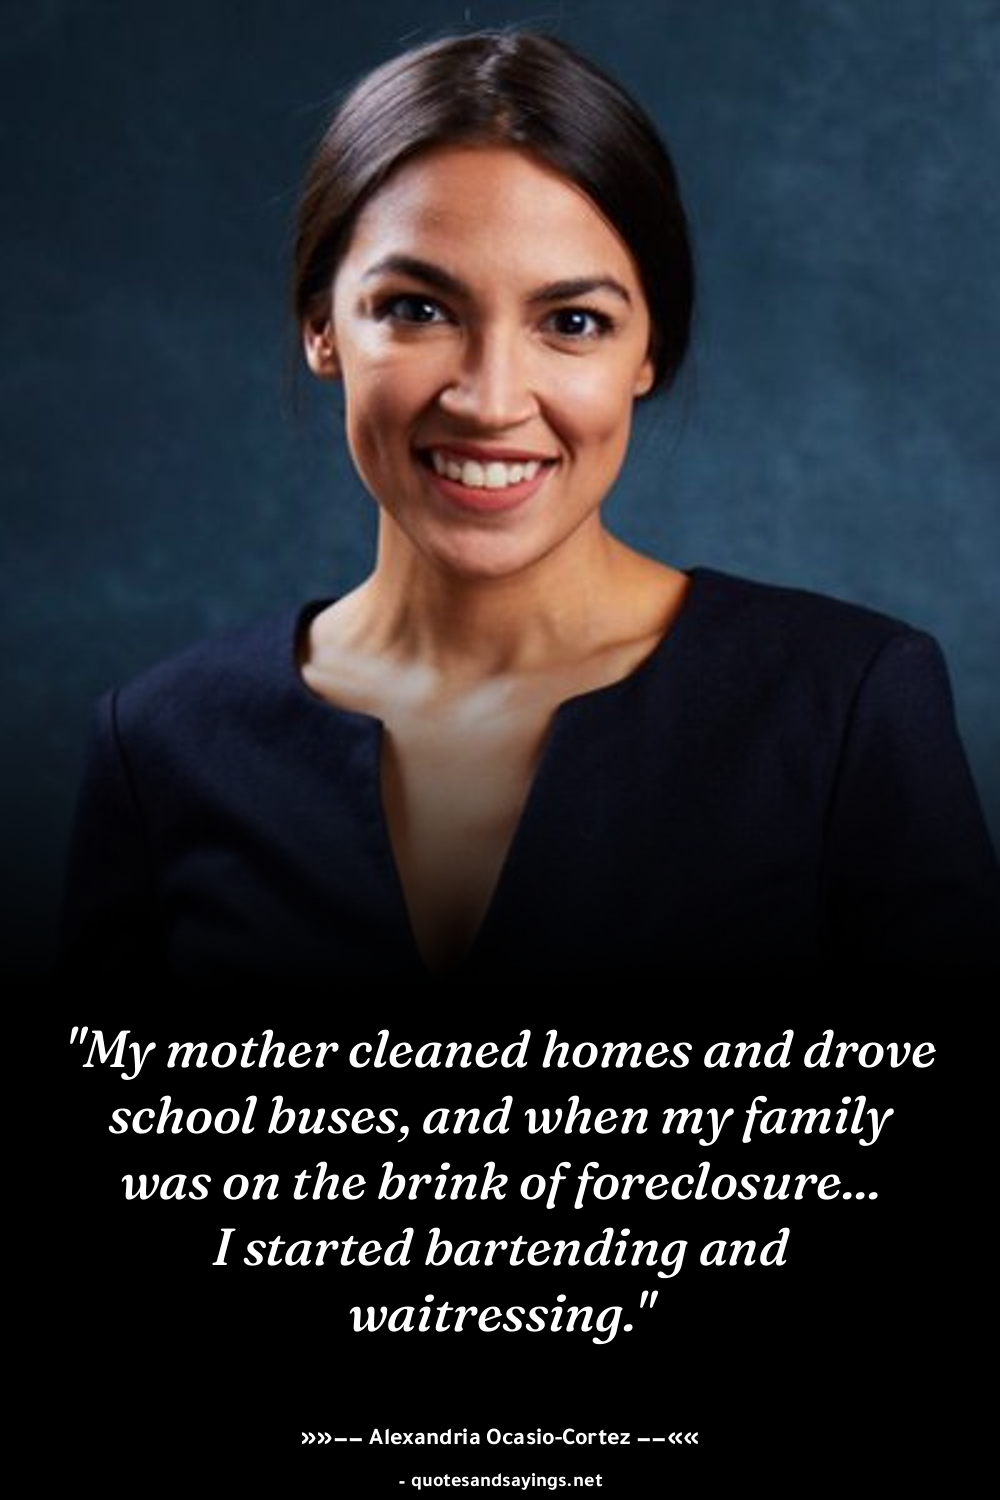 "My mother cleaned homes and drove
school buses, and when my family
was on the brink of foreclosure...
I started bartending and
waitressing."
»»−− Alexandria Ocasio-Cortez −−««
- quotesandsayings.net